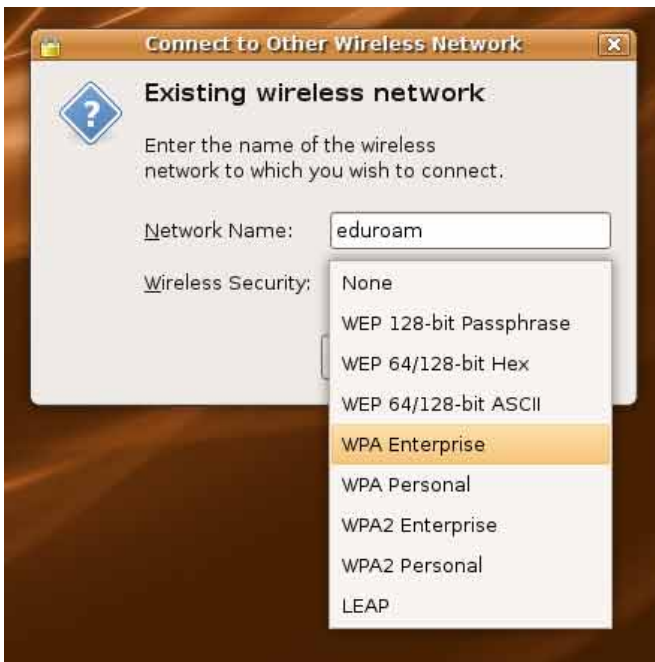 Connect to Other Wireless Network
Existing wireless network
Enter the name of the wireless
network to which you wish to connect.
Network Name: eduroam
Wireless Security:
None
WEP 128-bit Passphrase
WEP 64/128-bit Hex
WEP 64/128-bit ASCII
WPA Enterprise
WPA Personal
WPA2 Enterprise
WPA2 Personal
LEAP